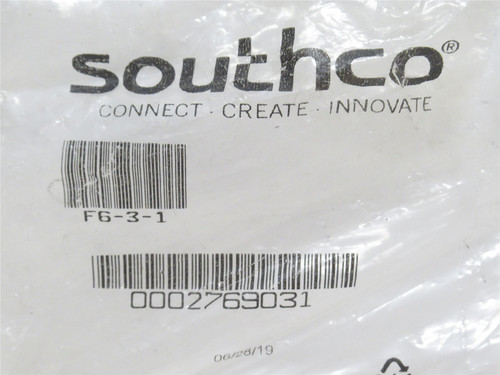 southco®
CONNECT · CREATE · INNOVATE
F6-3-1
0002769031
06/28/19